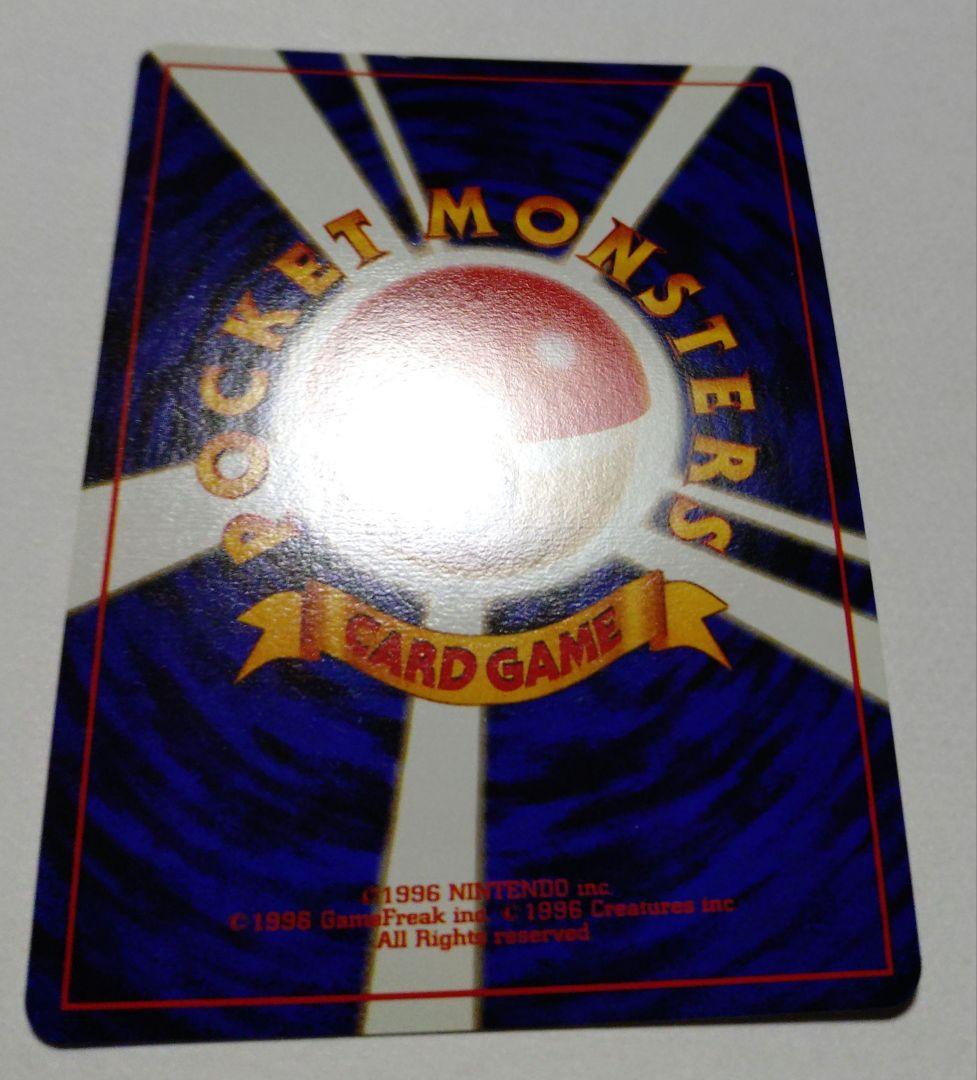 POCKET MONSTERS
CARD GAME
©1996 NINTENDO inc.
©1996 GameFreak inc. ©1996 Creatures inc.
All Rights reserved